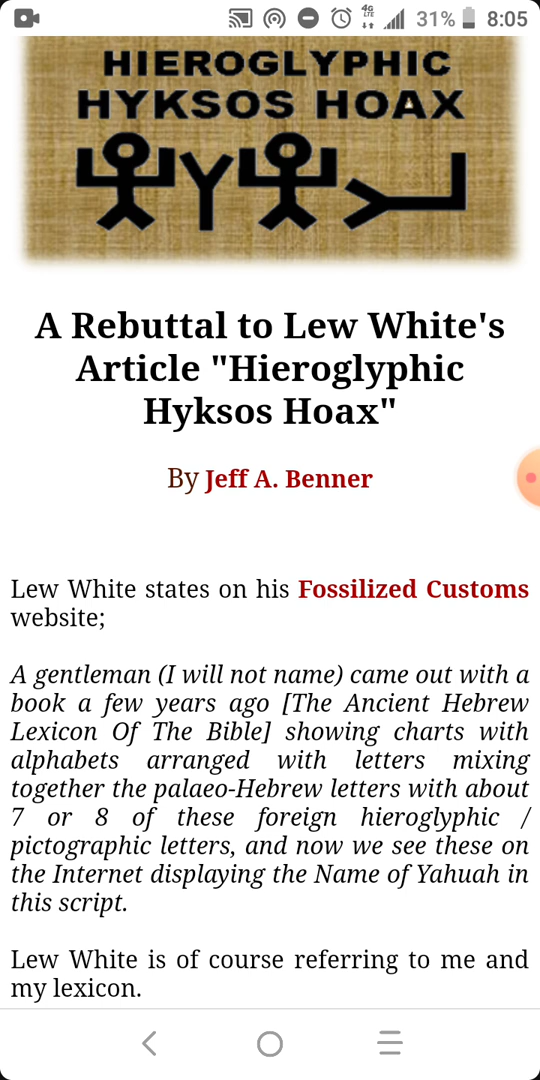 4G
LTE
31%
8:05
HIEROGLYPHIC
HYKSOS HOAX
A Rebuttal to Lew White's
Article "Hieroglyphic
Hyksos Hoax"
By Jeff A. Benner
Lew White states on his Fossilized Customs
website;
A gentleman (I will not name) came out with a
book a few years ago [The Ancient Hebrew
Lexicon Of The Bible] showing charts with
alphabets arranged with letters mixing
together the palaeo-Hebrew letters with about
7 or 8 of these foreign hieroglyphic /
pictographic letters, and now we see these on
the Internet displaying the Name of Yahuah in
this script.
Lew White is of course referring to me and
my lexicon.